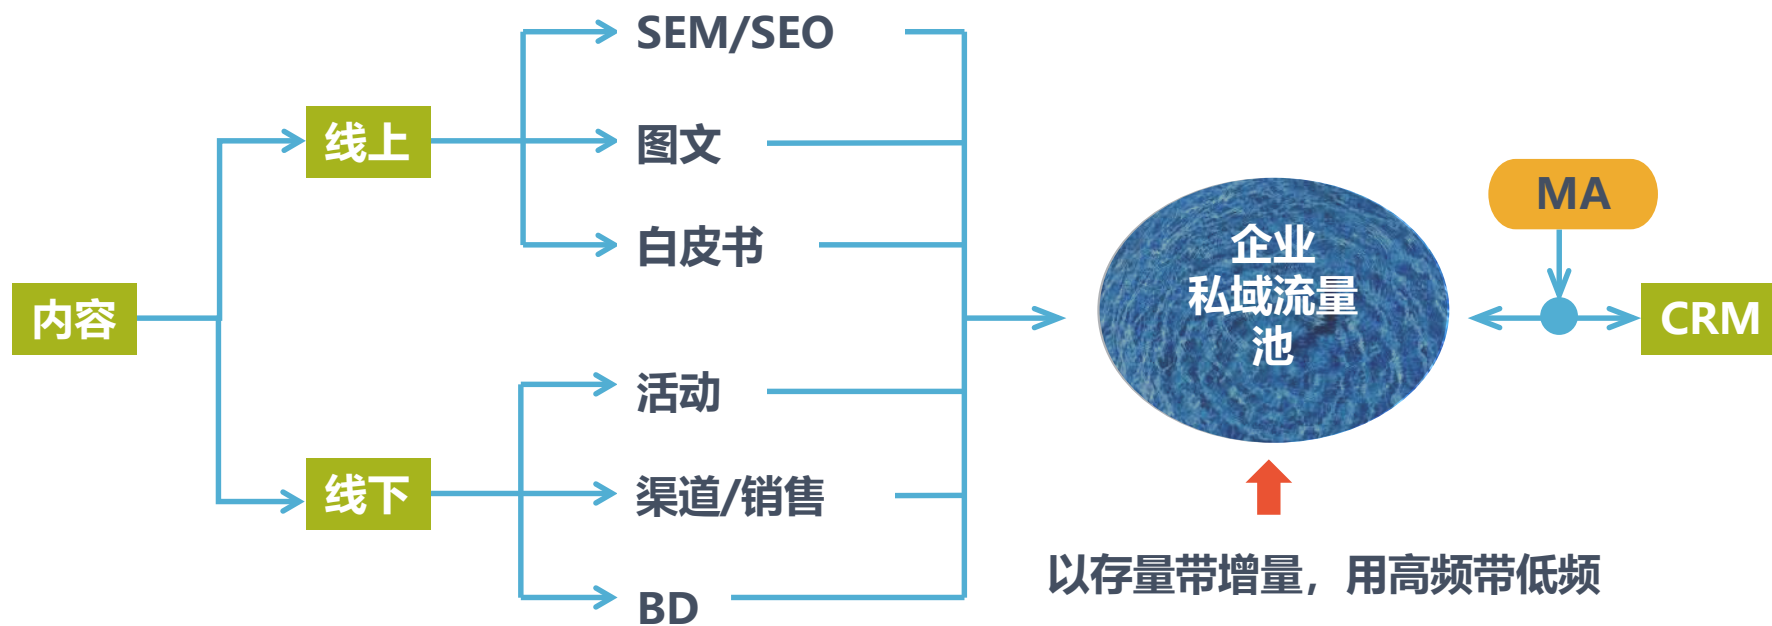 内容
线上
SEM/SEO
图文
白皮书
线下
活动
渠道/销售
BD
企业
私域流量
池
MA
CRM
以存量带增量，用高频带低频